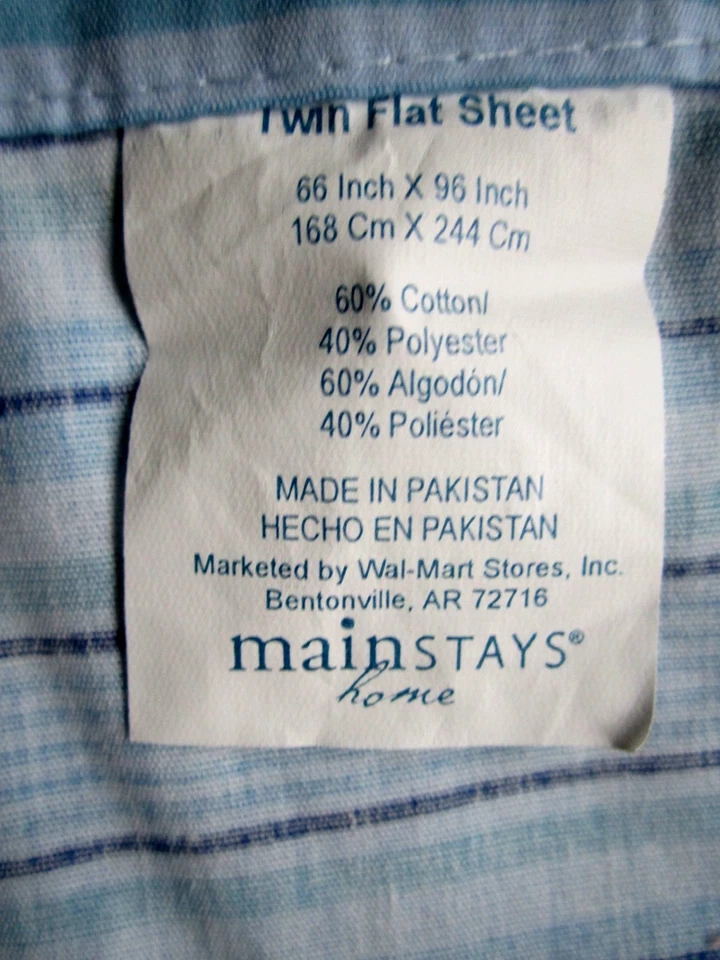 Twin Flat Sheet
66 Inch X 96 Inch
168 Cm X 244 Cm
60% Cotton/
40% Polyester
60% Algodón/
40% Poliéster
MADE IN PAKISTAN
HECHO EN PAKISTAN
Marketed by Wal-Mart Stores, Inc.
Bentonville, AR 72716
mainSTAYS®
home